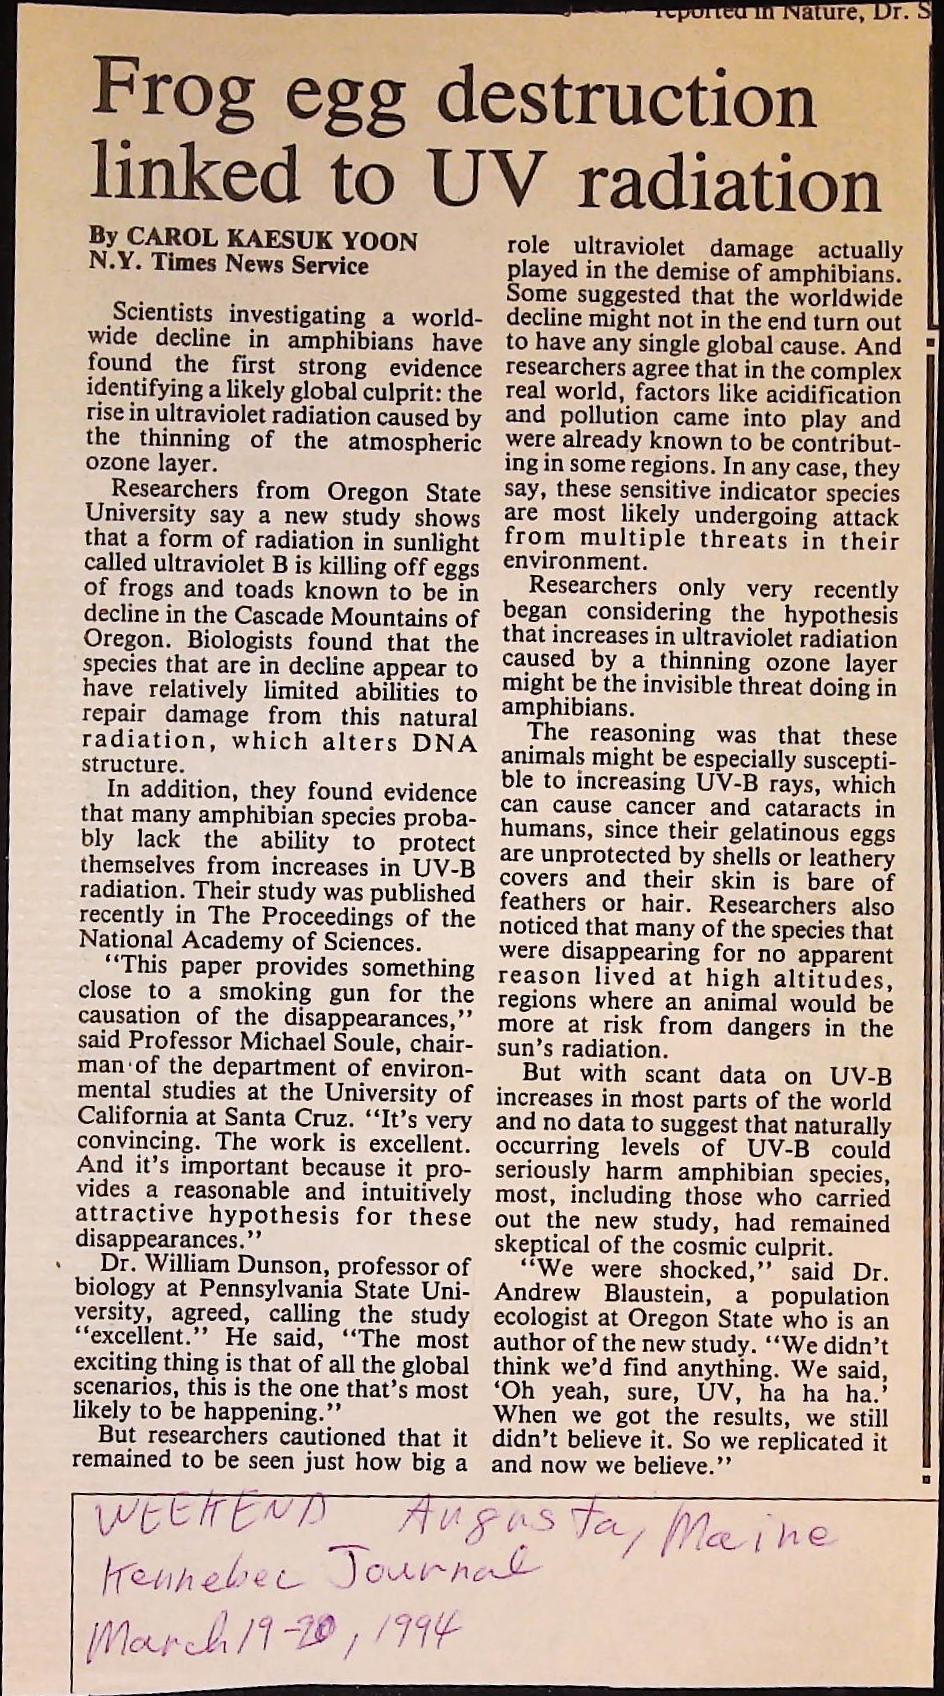 reported in Nature, Dr. S
Frog egg destruction
linked to UV radiation
By CAROL KAESUK YOON
N.Y. Times News Service
Scientists investigating a world-
wide decline in amphibians have
found the first strong evidence
identifying a likely global culprit: the
rise in ultraviolet radiation caused by
the thinning of the atmospheric
ozone layer.
Researchers from Oregon State
University say a new study shows
that a form of radiation in sunlight
called ultraviolet B is killing off eggs
of frogs and toads known to be in
decline in the Cascade Mountains of
Oregon. Biologists found that the
species that are in decline appear to
have relatively limited abilities to
repair damage from this natural
radiation, which alters DNA
structure.
In addition, they found evidence
that many amphibian species proba-
bly lack the ability to protect
themselves from increases in UV-B
radiation. Their study was published
recently in The Proceedings of the
National Academy of Sciences.
“This paper provides something
close to a smoking gun for the
causation of the disappearances,”
said Professor Michael Soule, chair-
man of the department of environ-
mental studies at the University of
California at Santa Cruz. “It’s very
convincing. The work is excellent.
And it’s important because it pro-
vides a reasonable and intuitively
attractive hypothesis for these
disappearances.”
Dr. William Dunson, professor of
biology at Pennsylvania State Uni-
versity, agreed, calling the study
“excellent.” He said, “The most
exciting thing is that of all the global
scenarios, this is the one that’s most
likely to be happening.”
But researchers cautioned that it
remained to be seen just how big a
role ultraviolet damage actually
played in the demise of amphibians.
Some suggested that the worldwide
decline might not in the end turn out
to have any single global cause. And
researchers agree that in the complex
real world, factors like acidification
and pollution came into play and
were already known to be contribut-
ing in some regions. In any case, they
say, these sensitive indicator species
are most likely undergoing attack
from multiple threats in their
environment.
Researchers only very recently
began considering the hypothesis
that increases in ultraviolet radiation
caused by a thinning ozone layer
might be the invisible threat doing in
amphibians.
The reasoning was that these
animals might be especially suscepti-
ble to increasing UV-B rays, which
can cause cancer and cataracts in
humans, since their gelatinous eggs
are unprotected by shells or leathery
covers and their skin is bare of
feathers or hair. Researchers also
noticed that many of the species that
were disappearing for no apparent
reason lived at high altitudes,
regions where an animal would be
more at risk from dangers in the
sun’s radiation.
But with scant data on UV-B
increases in most parts of the world
and no data to suggest that naturally
occurring levels of UV-B could
seriously harm amphibian species,
most, including those who carried
out the new study, had remained
skeptical of the cosmic culprit.
“We were shocked,” said Dr.
Andrew Blaustein, a population
ecologist at Oregon State who is an
author of the new study. “We didn’t
think we’d find anything. We said,
‘Oh yeah, sure, UV, ha ha ha.’
When we got the results, we still
didn’t believe it. So we replicated it
and now we believe.”
WEEKEND Augusta, Maine
Kennebec Journal
March 19-20, 1994